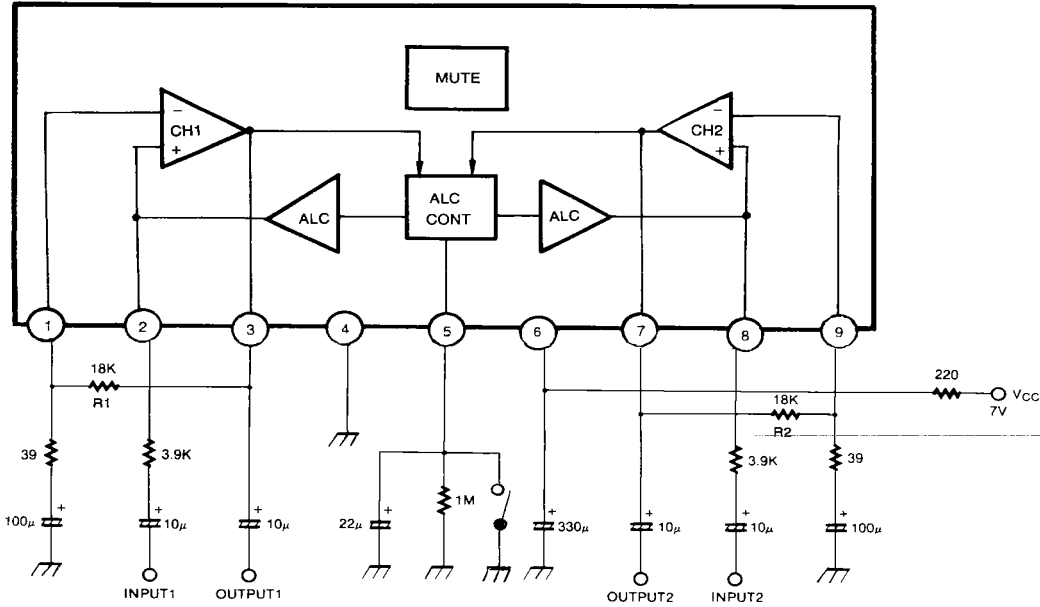 MUTE
−
CH1
+
−
CH2
+
ALC
ALC
CONT
ALC
1
2
3
4
5
6
7
8
9
18K
R1
220
VCC
7V
18K
R2
39
3.9K
3.9K
39
1M
100μ
+
10μ
+
10μ
+
22μ
+
330μ
+
10μ
+
10μ
+
100μ
+
INPUT1
OUTPUT1
OUTPUT2
INPUT2